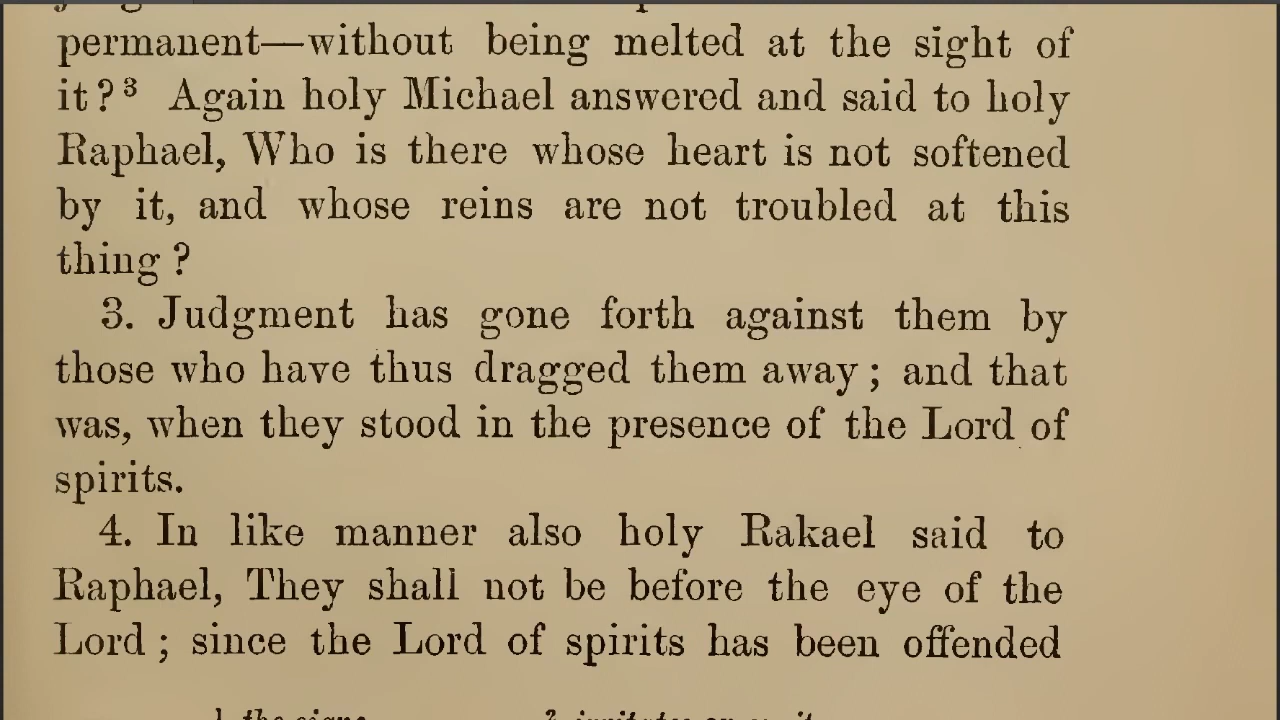 permanent—without being melted at the sight of
it?³ Again holy Michael answered and said to holy
Raphael, Who is there whose heart is not softened
by it, and whose reins are not troubled at this
thing?
3. Judgment has gone forth against them by
those who have thus dragged them away; and that
was, when they stood in the presence of the Lord of
spirits.
4. In like manner also holy Rakael said to
Raphael, They shall not be before the eye of the
Lord; since the Lord of spirits has been offended
1 the signs